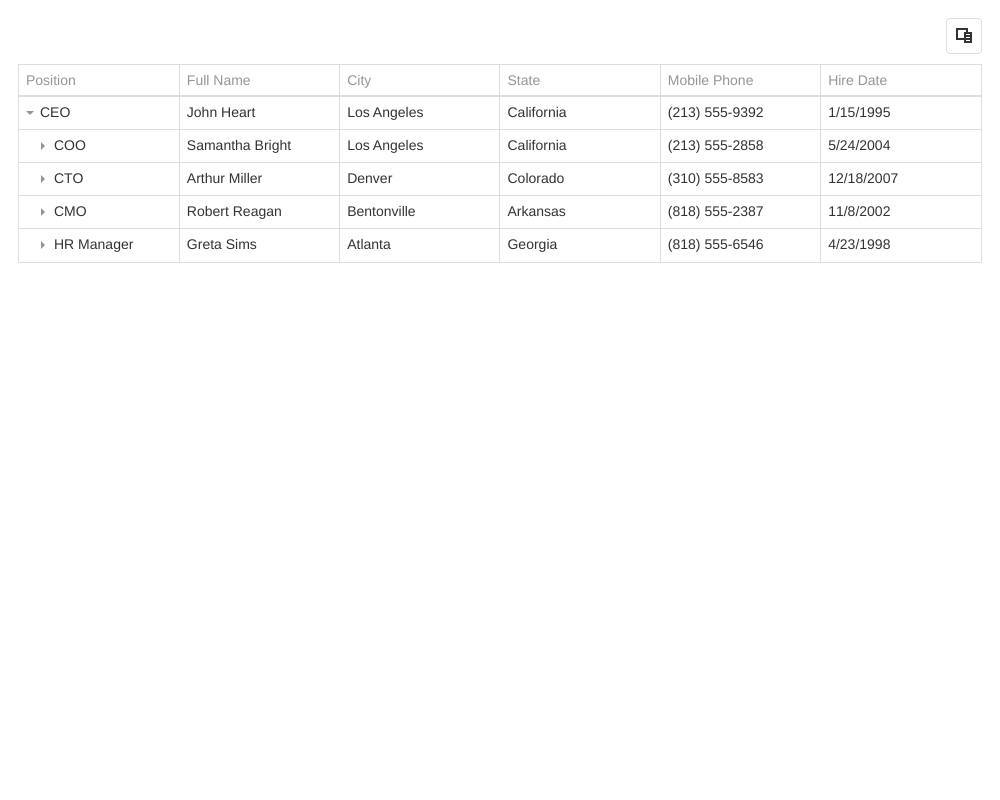 Position Full Name City State Mobile Phone Hire Date
CEO John Heart Los Angeles California (213) 555-9392 1/15/1995
COO Samantha Bright Los Angeles California (213) 555-2858 5/24/2004
CTO Arthur Miller Denver Colorado (310) 555-8583 12/18/2007
CMO Robert Reagan Bentonville Arkansas (818) 555-2387 11/8/2002
HR Manager Greta Sims Atlanta Georgia (818) 555-6546 4/23/1998